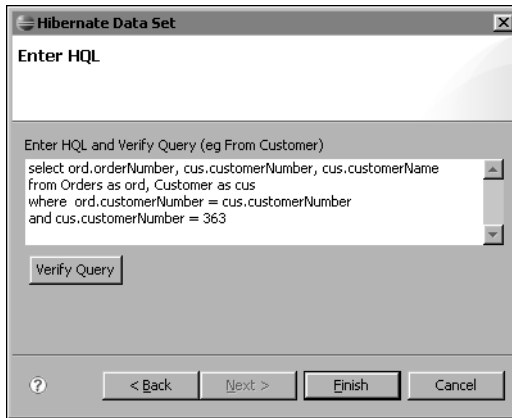 Hibernate Data Set
Enter HQL
Enter HQL and Verify Query (eg From Customer)
select ord.orderNumber, cus.customerNumber, cus.customerName
from Orders as ord, Customer as cus
where  ord.customerNumber = cus.customerNumber
and cus.customerNumber = 363
Verify Query
? < Back Next > Finish Cancel